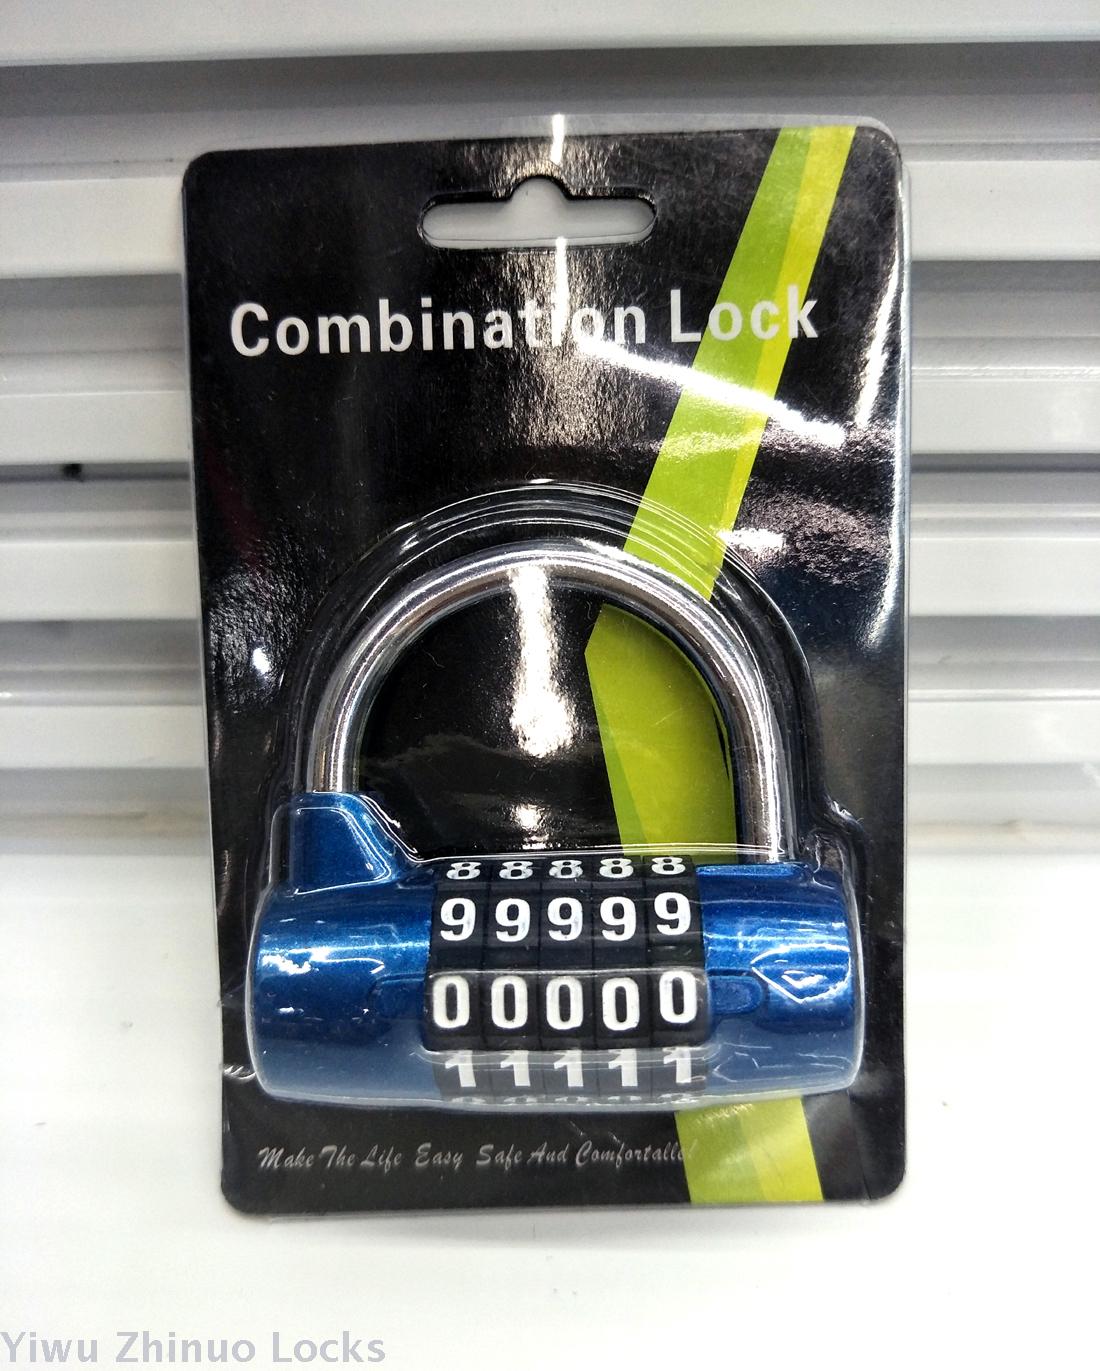 Combination Lock
88888
99999
00000
11111
Make The Life Easy Safe And Comfortalle!
Yiwu Zhinuo Locks